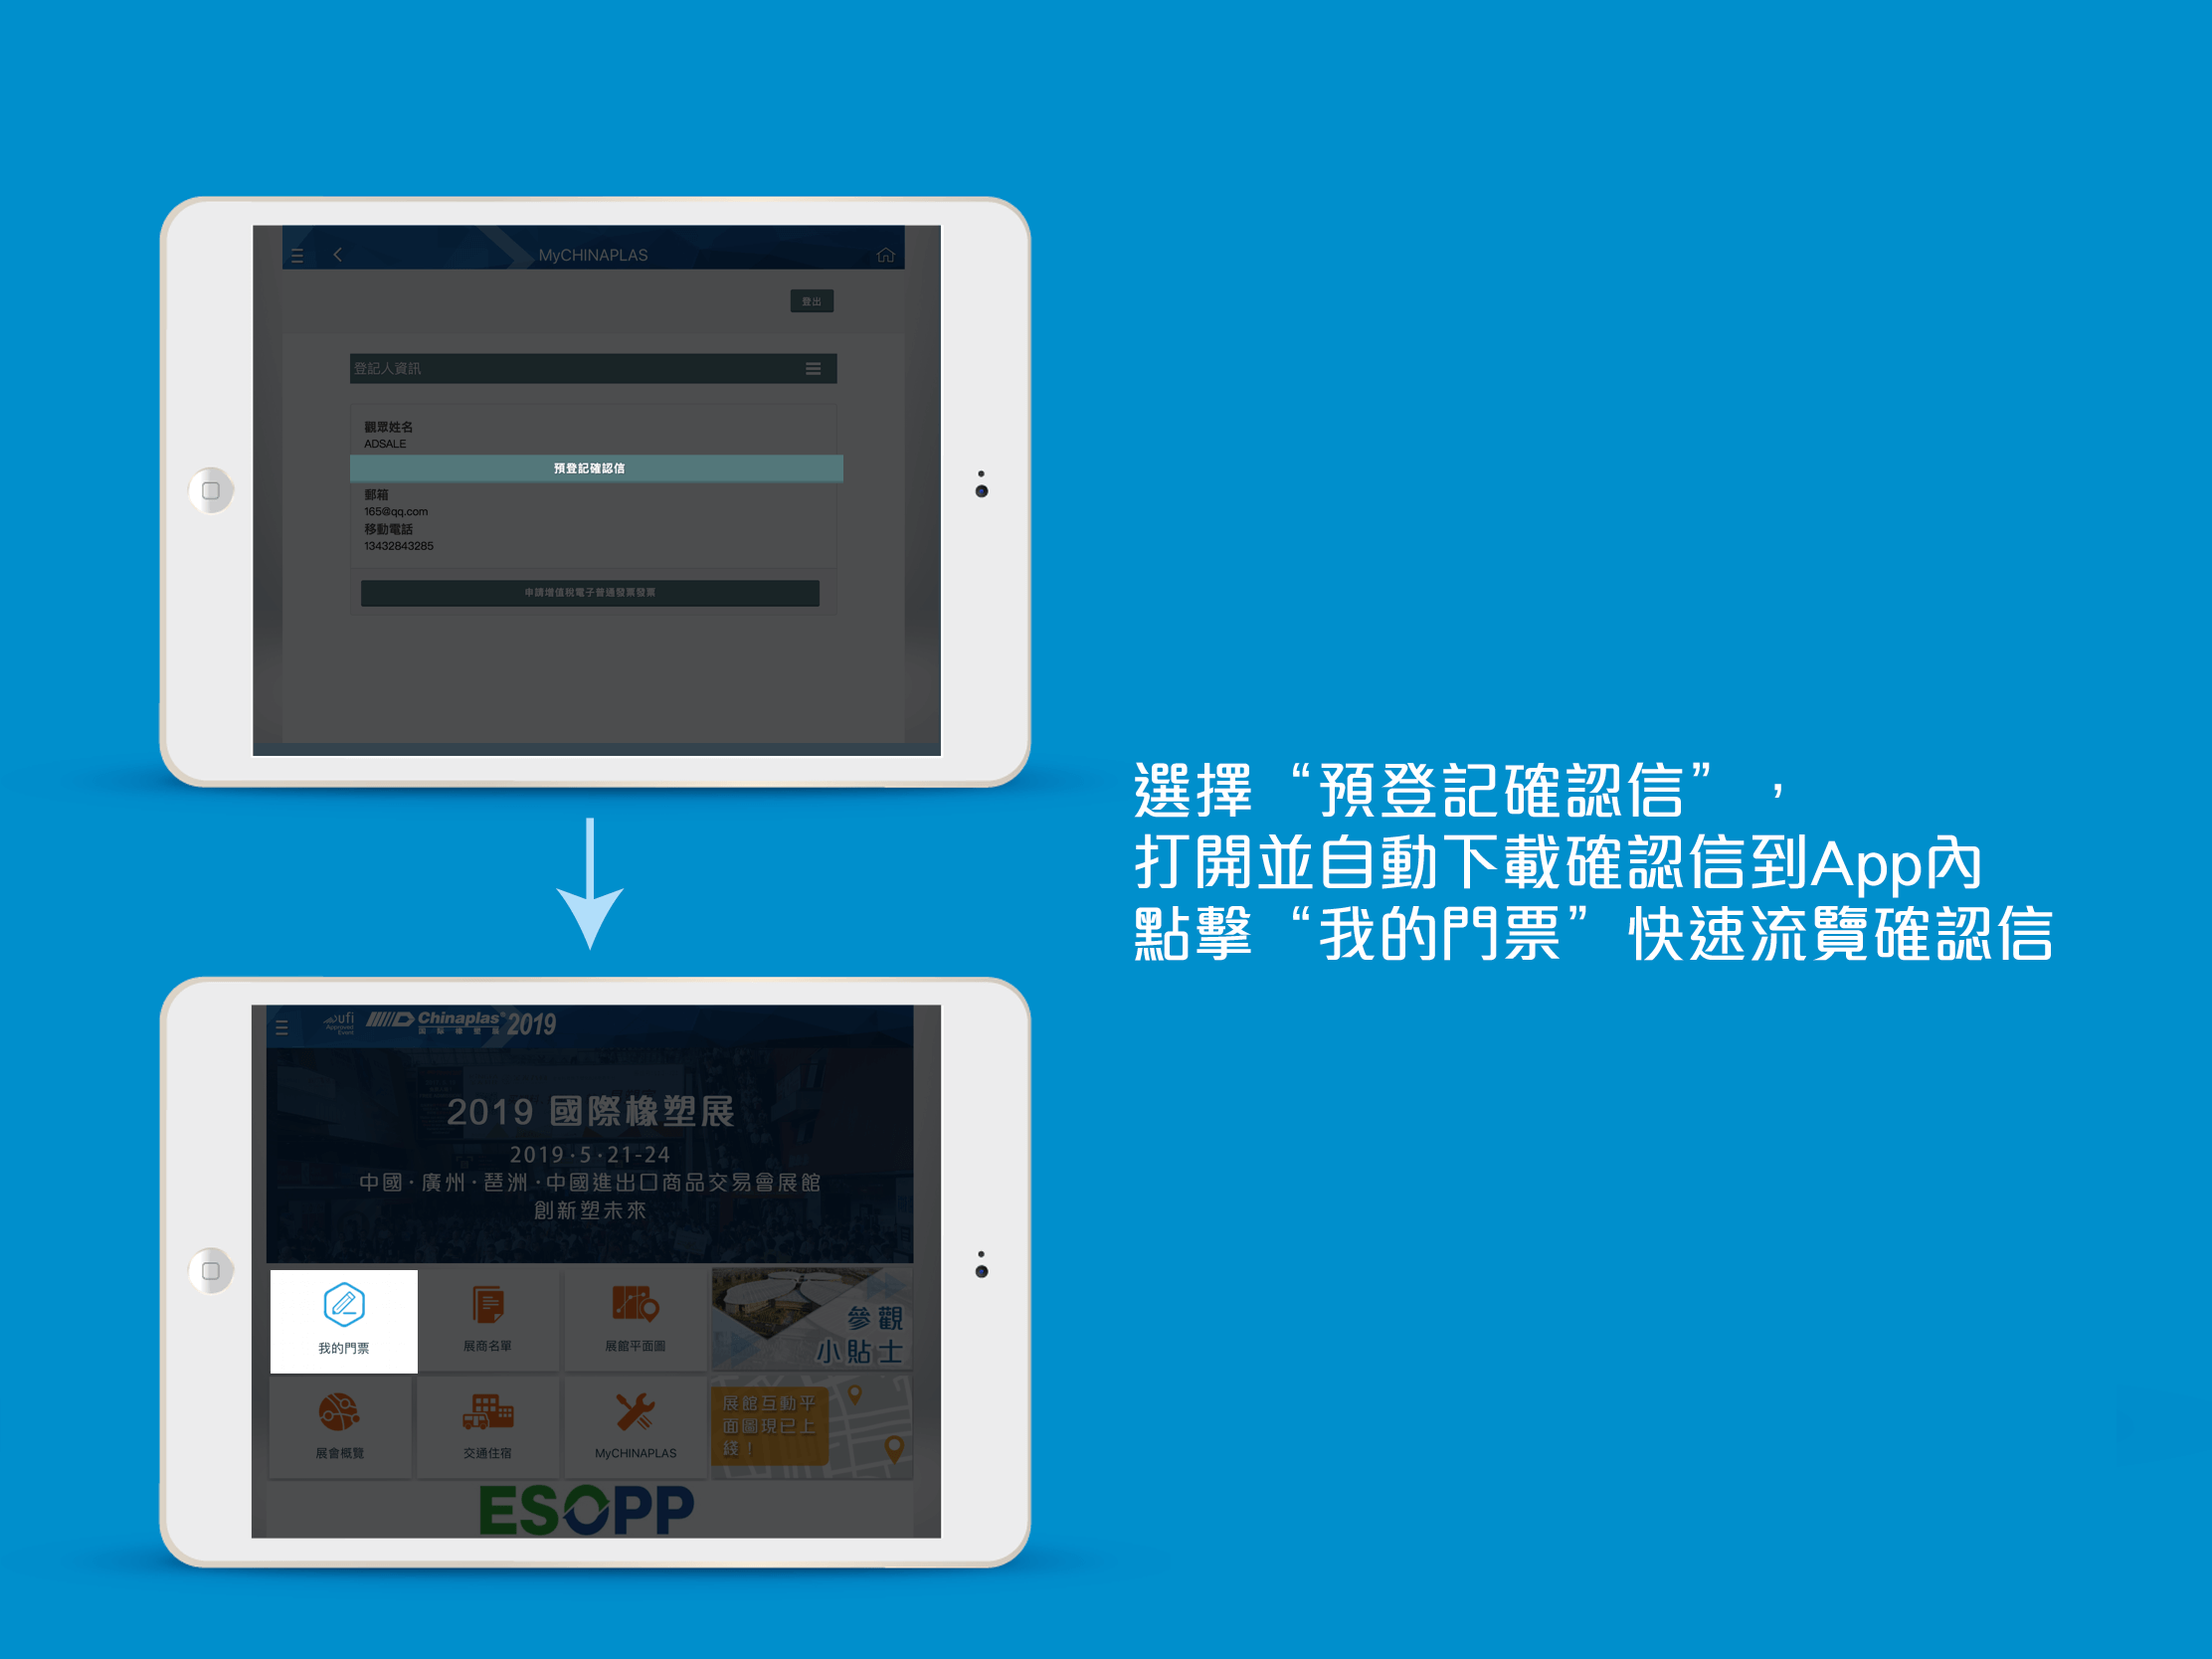 MyCHINAPLAS
登出
登記人資訊
觀眾姓名
ADSALE
預登記確認信
郵箱
165@qq.com
移動電話
13432843285
申請增值稅電子普通發票發票
選擇“預登記確認信”，
打開並自動下載確認信到App內
點擊“我的門票”快速流覽確認信
ufi
Approved
Event
Chinaplas 2019
国际橡塑展
2019 國際橡塑展
2019·5·21-24
中國·廣州·琶洲·中國進出口商品交易會展館
創新塑未來
我的門票
展商名單
展館平面圖
參觀
小貼士
展會概覽
交通住宿
MyCHINAPLAS
展館互動平
面圖現已上
綫！
ESOPP